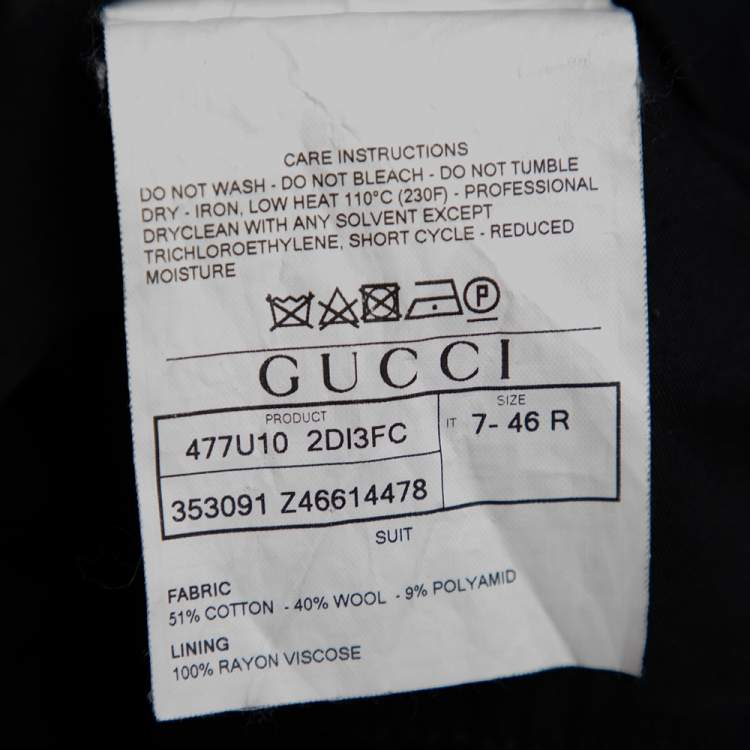 CARE INSTRUCTIONS
DO NOT WASH - DO NOT BLEACH - DO NOT TUMBLE
DRY - IRON, LOW HEAT 110°C (230F) - PROFESSIONAL
DRYCLEAN WITH ANY SOLVENT EXCEPT
TRICHLOROETHYLENE, SHORT CYCLE - REDUCED
MOISTURE
P
GUCCI
PRODUCT
477U10 2DI3FC
353091 Z46614478
SIZE
IT 7- 46 R
SUIT
FABRIC
51% COTTON - 40% WOOL - 9% POLYAMID
LINING
100% RAYON VISCOSE